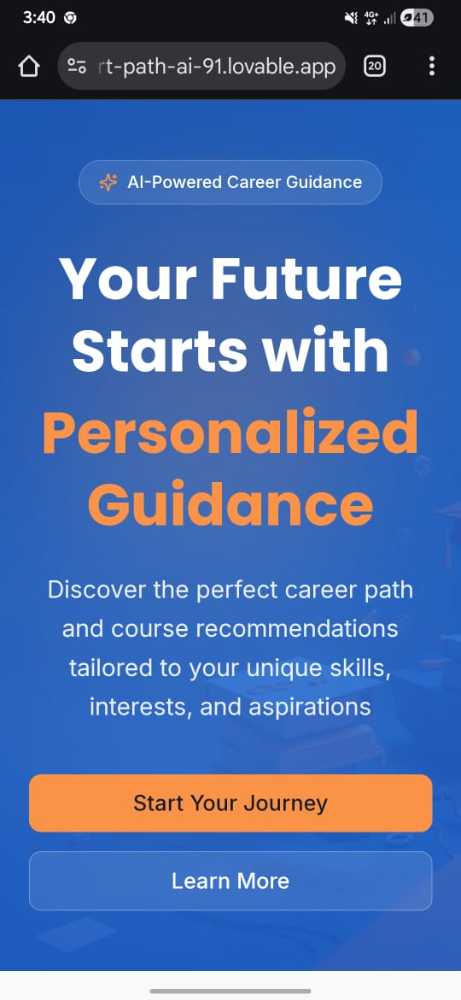 3:40 4G+ 41
rt-path-ai-91.lovable.app 20
AI-Powered Career Guidance
Your Future
Starts with
Personalized
Guidance
Discover the perfect career path
and course recommendations
tailored to your unique skills,
interests, and aspirations
Start Your Journey
Learn More